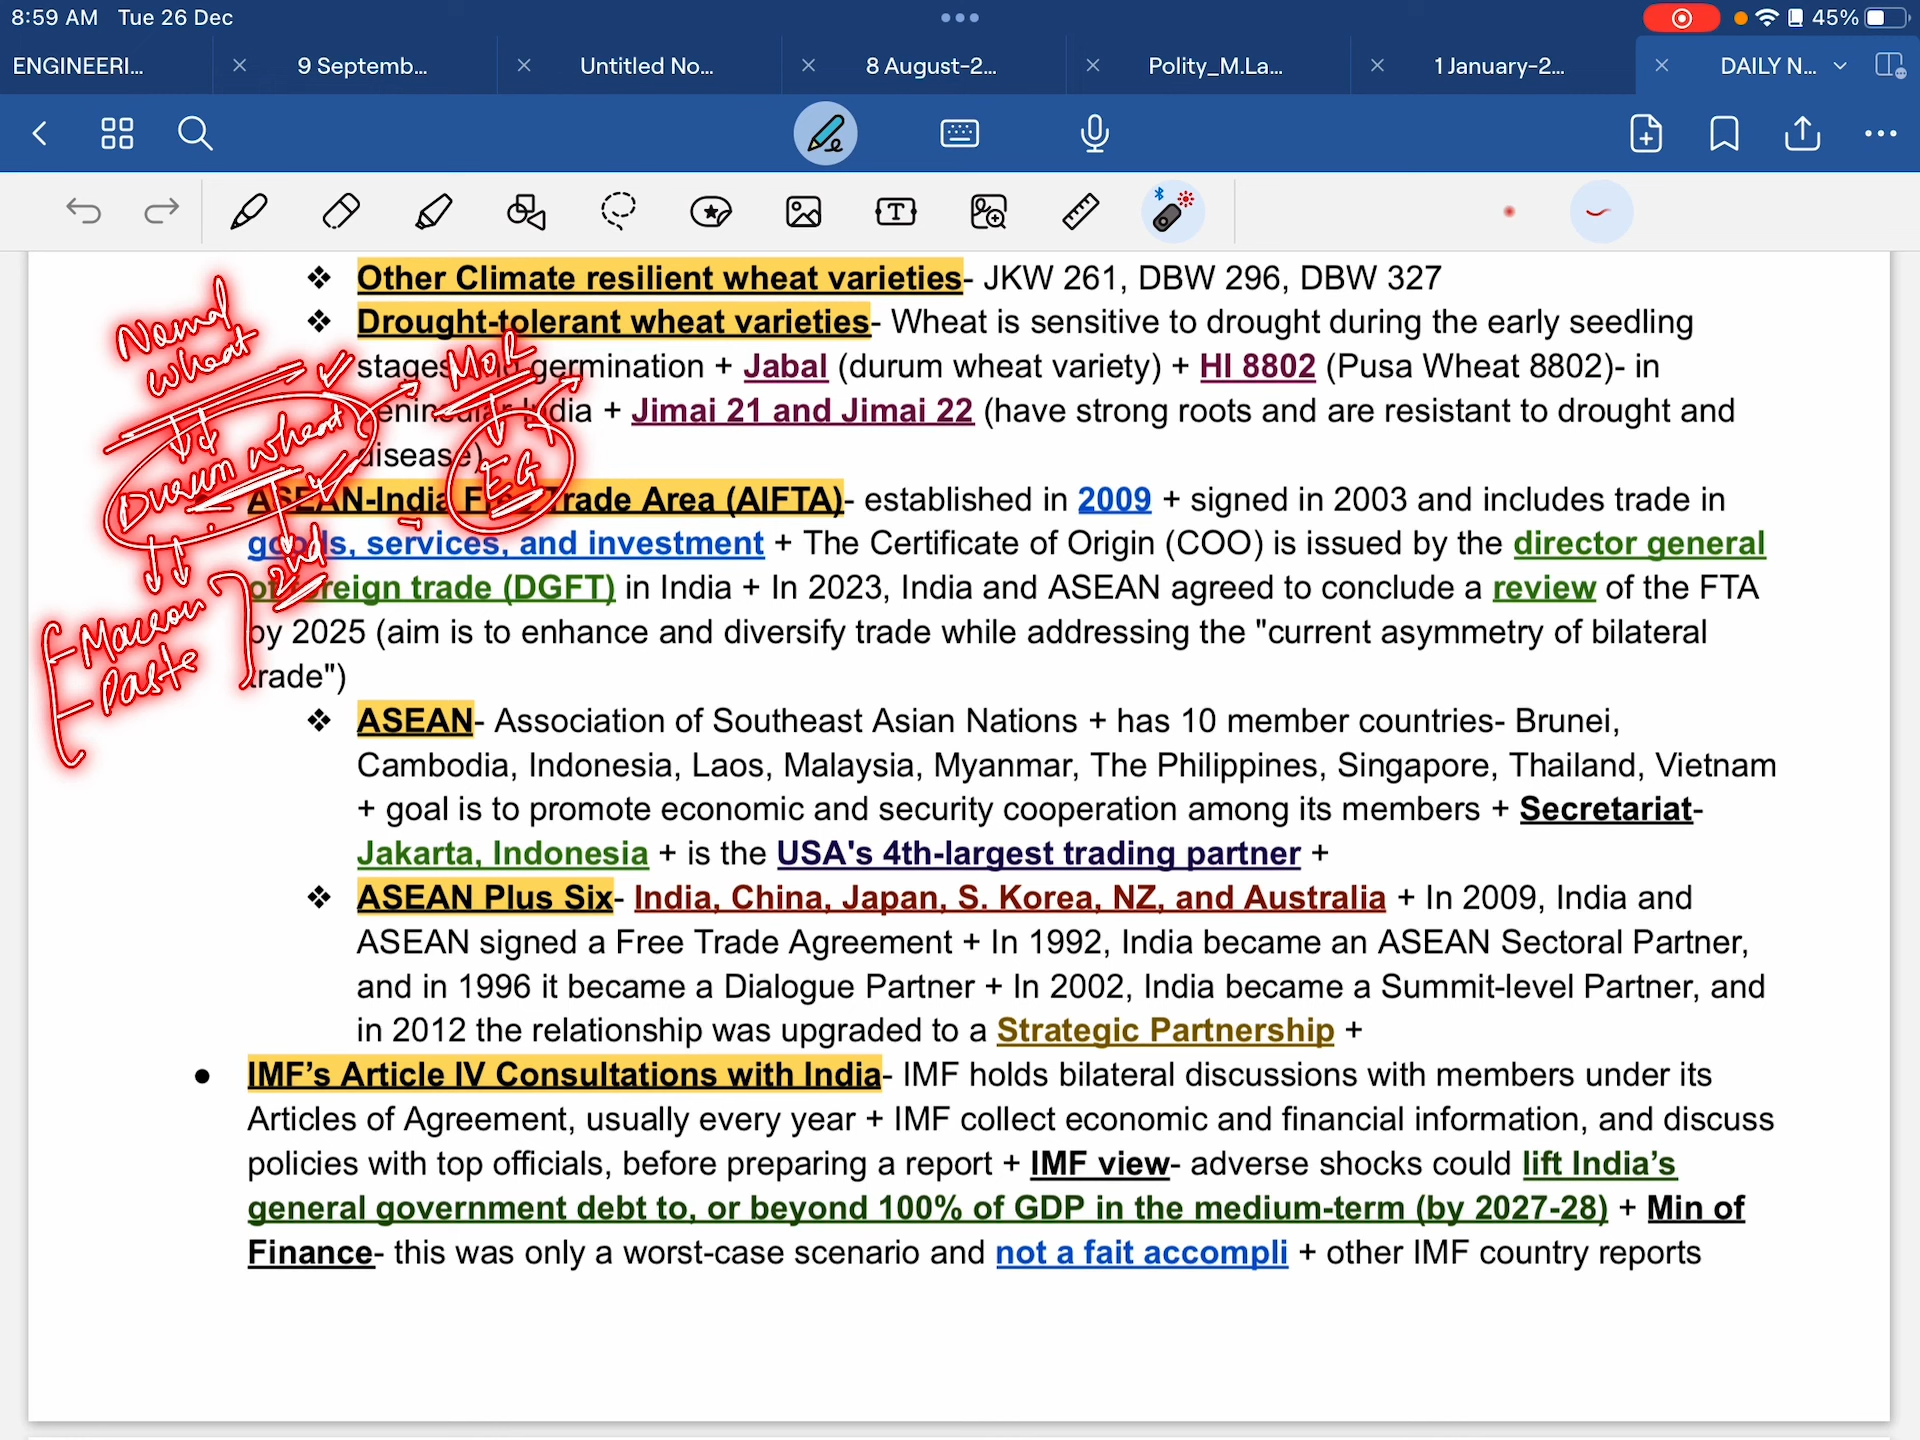 8:59 AM Tue 26 Dec
45%
ENGINEERI...
9 Septemb...
Untitled No...
8 August-2...
Polity_M.La...
1 January-2...
DAILY N...
❖ Other Climate resilient wheat varieties- JKW 261, DBW 296, DBW 327
❖ Drought-tolerant wheat varieties- Wheat is sensitive to drought during the early seedling
stages germination + Jabal (durum wheat variety) + HI 8802 (Pusa Wheat 8802)- in
India + Jimai 21 and Jimai 22 (have strong roots and are resistant to drought and
disease)
ASEAN-India Trade Area (AIFTA)- established in 2009 + signed in 2003 and includes trade in
goods, services, and investment + The Certificate of Origin (COO) is issued by the director general
of foreign trade (DGFT) in India + In 2023, India and ASEAN agreed to conclude a review of the FTA
by 2025 (aim is to enhance and diversify trade while addressing the "current asymmetry of bilateral
trade")
❖ ASEAN- Association of Southeast Asian Nations + has 10 member countries- Brunei,
Cambodia, Indonesia, Laos, Malaysia, Myanmar, The Philippines, Singapore, Thailand, Vietnam
+ goal is to promote economic and security cooperation among its members + Secretariat-
Jakarta, Indonesia + is the USA's 4th-largest trading partner +
❖ ASEAN Plus Six- India, China, Japan, S. Korea, NZ, and Australia + In 2009, India and
ASEAN signed a Free Trade Agreement + In 1992, India became an ASEAN Sectoral Partner,
and in 1996 it became a Dialogue Partner + In 2002, India became a Summit-level Partner, and
in 2012 the relationship was upgraded to a Strategic Partnership +
● IMF’s Article IV Consultations with India- IMF holds bilateral discussions with members under its
Articles of Agreement, usually every year + IMF collect economic and financial information, and discuss
policies with top officials, before preparing a report + IMF view- adverse shocks could lift India’s
general government debt to, or beyond 100% of GDP in the medium-term (by 2027-28) + Min of
Finance- this was only a worst-case scenario and not a fait accompli + other IMF country reports
wheat
Durum wheat
2nd
EG